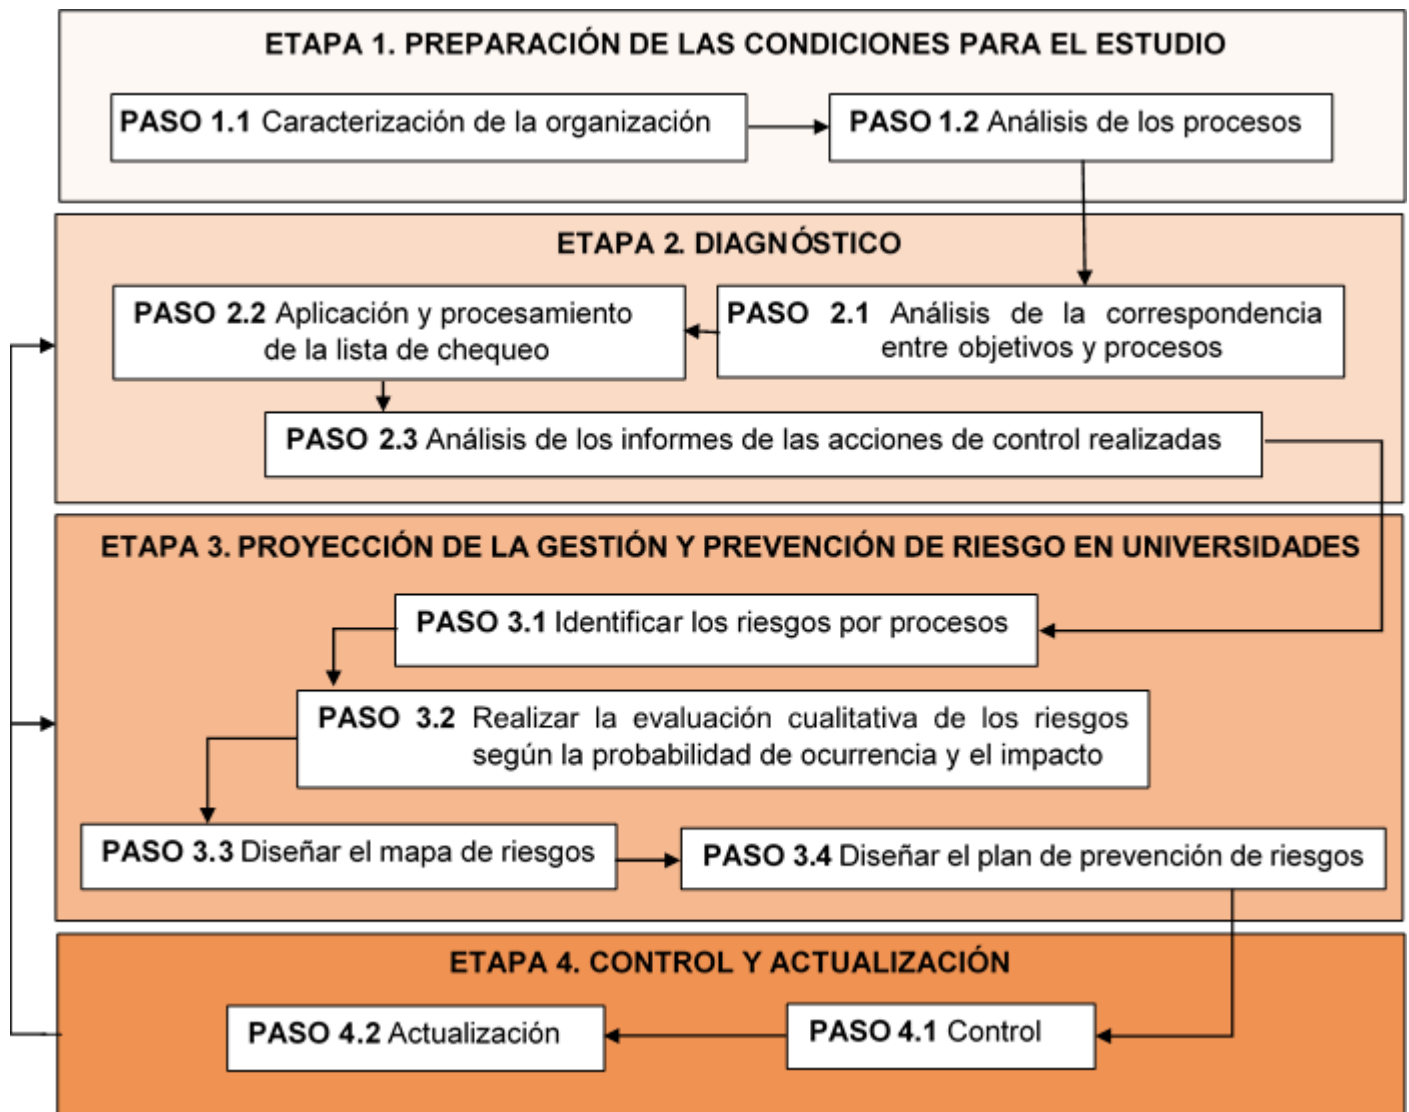 ETAPA 1. PREPARACIÓN DE LAS CONDICIONES PARA EL ESTUDIO
PASO 1.1 Caracterización de la organización
PASO 1.2 Análisis de los procesos
ETAPA 2. DIAGNÓSTICO
PASO 2.1 Análisis de la correspondencia
entre objetivos y procesos
PASO 2.2 Aplicación y procesamiento
de la lista de chequeo
PASO 2.3 Análisis de los informes de las acciones de control realizadas
ETAPA 3. PROYECCIÓN DE LA GESTIÓN Y PREVENCIÓN DE RIESGO EN UNIVERSIDADES
PASO 3.1 Identificar los riesgos por procesos
PASO 3.2 Realizar la evaluación cualitativa de los riesgos
según la probabilidad de ocurrencia y el impacto
PASO 3.3 Diseñar el mapa de riesgos
PASO 3.4 Diseñar el plan de prevención de riesgos
ETAPA 4. CONTROL Y ACTUALIZACIÓN
PASO 4.1 Control
PASO 4.2 Actualización